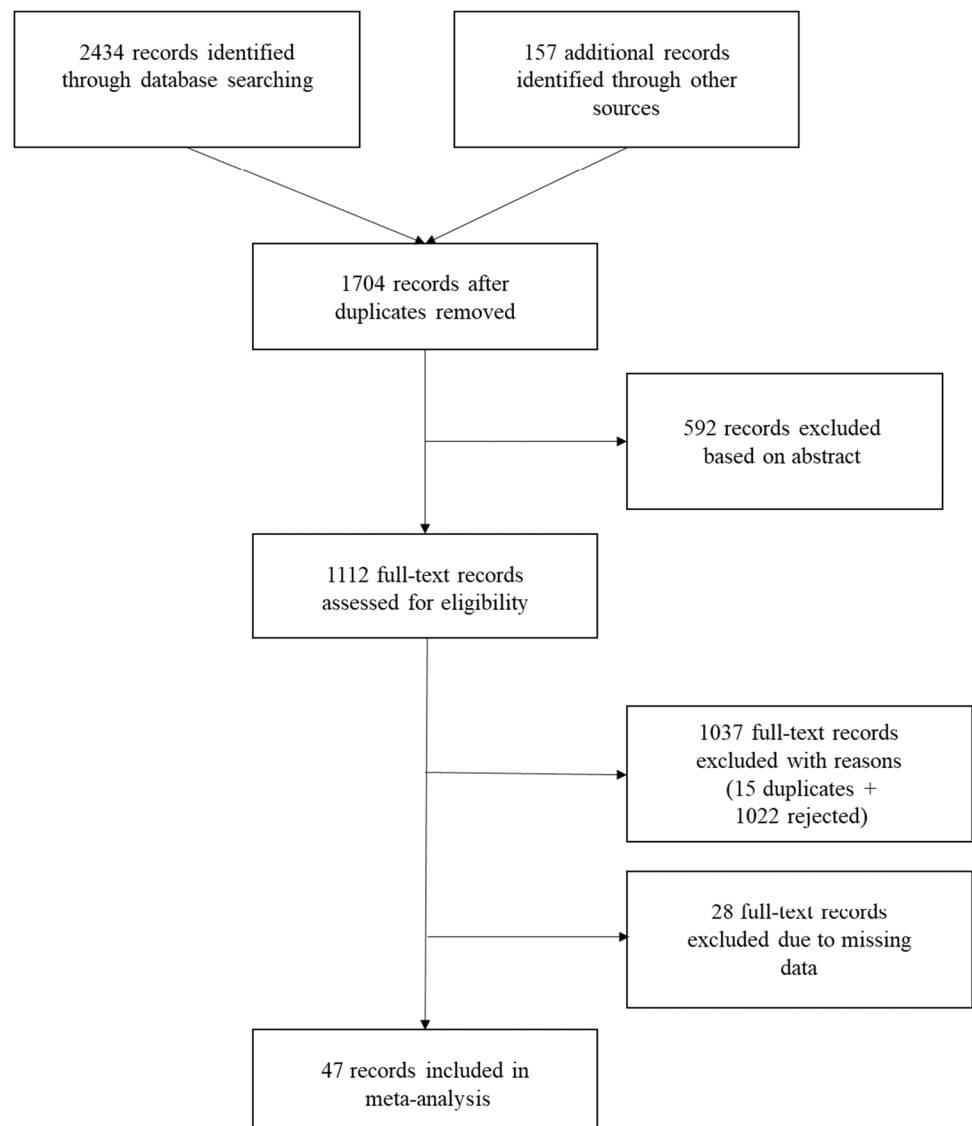 2434 records identified
through database searching
157 additional records
identified through other
sources
1704 records after
duplicates removed
592 records excluded
based on abstract
1112 full-text records
assessed for eligibility
1037 full-text records
excluded with reasons
(15 duplicates +
1022 rejected)
28 full-text records
excluded due to missing
data
47 records included in
meta-analysis